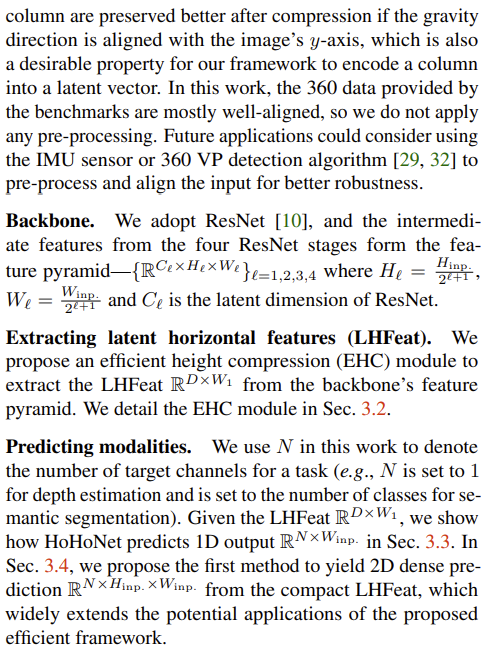 column are preserved better after compression if the gravity
direction is aligned with the image's y-axis, which is also
a desirable property for our framework to encode a column
into a latent vector. In this work, the 360 data provided by
the benchmarks are mostly well-aligned, so we do not apply
any pre-processing. Future applications could consider using
the IMU sensor or 360 VP detection algorithm [29, 32] to
pre-process and align the input for better robustness.
Backbone. We adopt ResNet [10], and the intermedi-
ate features from the four ResNet stages form the fea-
ture pyramid—{ℝ^{C_ℓ×H_ℓ×W_ℓ}}_{ℓ=1,2,3,4} where H_ℓ = \frac{H_{inp.}}{2^{ℓ+1}},
W_ℓ = \frac{W_{inp.}}{2^{ℓ+1}} and C_ℓ is the latent dimension of ResNet.
Extracting latent horizontal features (LHFeat). We
propose an efficient height compression (EHC) module to
extract the LHFeat ℝ^{D×W_1} from the backbone's feature
pyramid. We detail the EHC module in Sec. 3.2.
Predicting modalities. We use N in this work to denote
the number of target channels for a task (e.g., N is set to 1
for depth estimation and is set to the number of classes for se-
mantic segmentation). Given the LHFeat ℝ^{D×W_1}, we show
how HoHoNet predicts 1D output ℝ^{N×W_{inp.}} in Sec. 3.3. In
Sec. 3.4, we propose the first method to yield 2D dense pre-
diction ℝ^{N×H_{inp.}×W_{inp.}} from the compact LHFeat, which
widely extends the potential applications of the proposed
efficient framework.